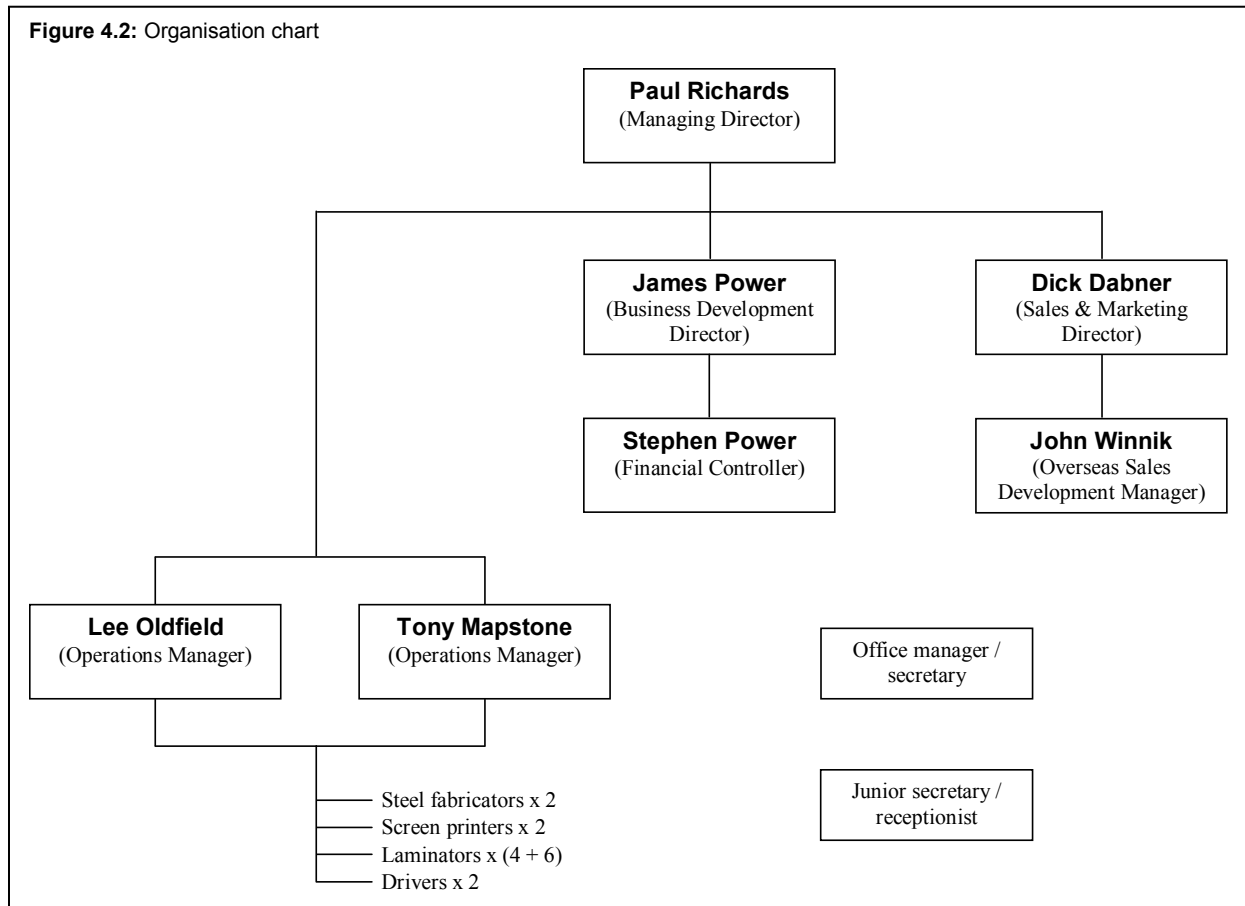 Figure 4.2: Organisation chart
Paul Richards
(Managing Director)
James Power
(Business Development
Director)
Dick Dabner
(Sales & Marketing
Director)
Stephen Power
(Financial Controller)
John Winnik
(Overseas Sales
Development Manager)
Lee Oldfield
(Operations Manager)
Tony Mapstone
(Operations Manager)
Office manager /
secretary
Junior secretary /
receptionist
Steel fabricators x 2
Screen printers x 2
Laminators x (4 + 6)
Drivers x 2